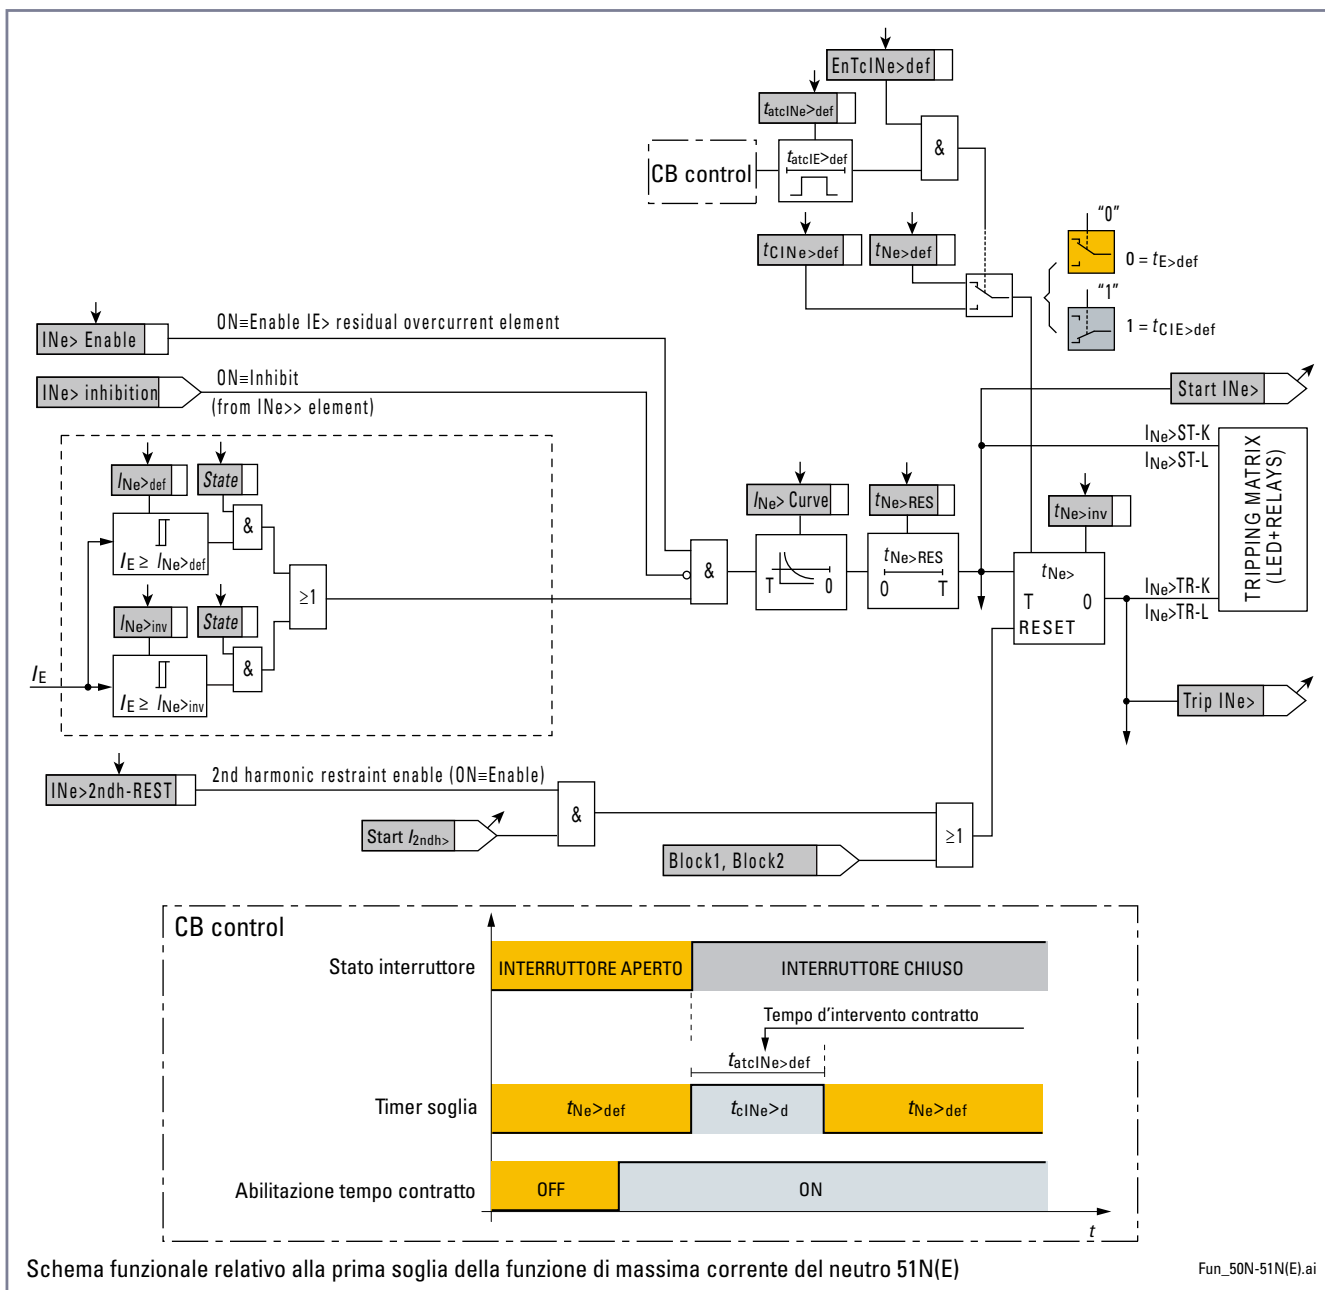 EnTcINe>def
tatcINe>def
tatcIE>def
&
CB control
tCINe>def
tNe>def
"0"
0 = tE>def
"1"
1 = tCIE>def
INe> Enable
ON≡Enable IE> residual overcurrent element
INe> inhibition
ON≡Inhibit
(from INe>> element)
Start INe>
INe>ST-K
INe>ST-L
TRIPPING MATRIX
(LED+RELAYS)
INe>def
State
&
IE ≥ INe>def
≥1
INe>inv
State
&
IE
IE ≥ INe>inv
&
INe> Curve
T 0
tNe>RES
tNe>RES
0 T
tNe>inv
tNe>
T 0
RESET
INe>TR-K
INe>TR-L
Trip INe>
INe>2ndh-REST
2nd harmonic restraint enable (ON≡Enable)
&
Start I2ndh>
≥1
Block1, Block2
CB control
Stato interruttore
INTERRUTTORE APERTO
INTERRUTTORE CHIUSO
Tempo d'intervento contratto
tatcINe>def
Timer soglia
tNe>def
tcINe>d
tNe>def
Abilitazione tempo contratto
OFF
ON
t
Schema funzionale relativo alla prima soglia della funzione di massima corrente del neutro 51N(E)
Fun_50N-51N(E).ai